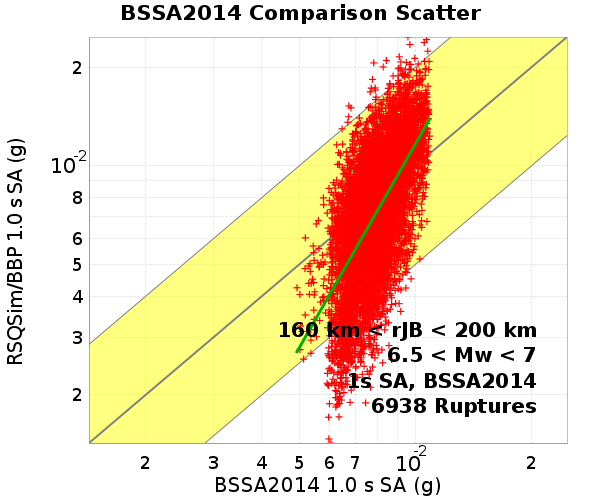 BSSA2014 Comparison Scatter
RSQSim/BBP 1.0 s SA (g)
2
10-2
8
6
5
4
3
2
160 km < rJB < 200 km
6.5 < Mw < 7
1s SA, BSSA2014
6938 Ruptures
2 3 4 5 6 7 10-2 2
BSSA2014 1.0 s SA (g)